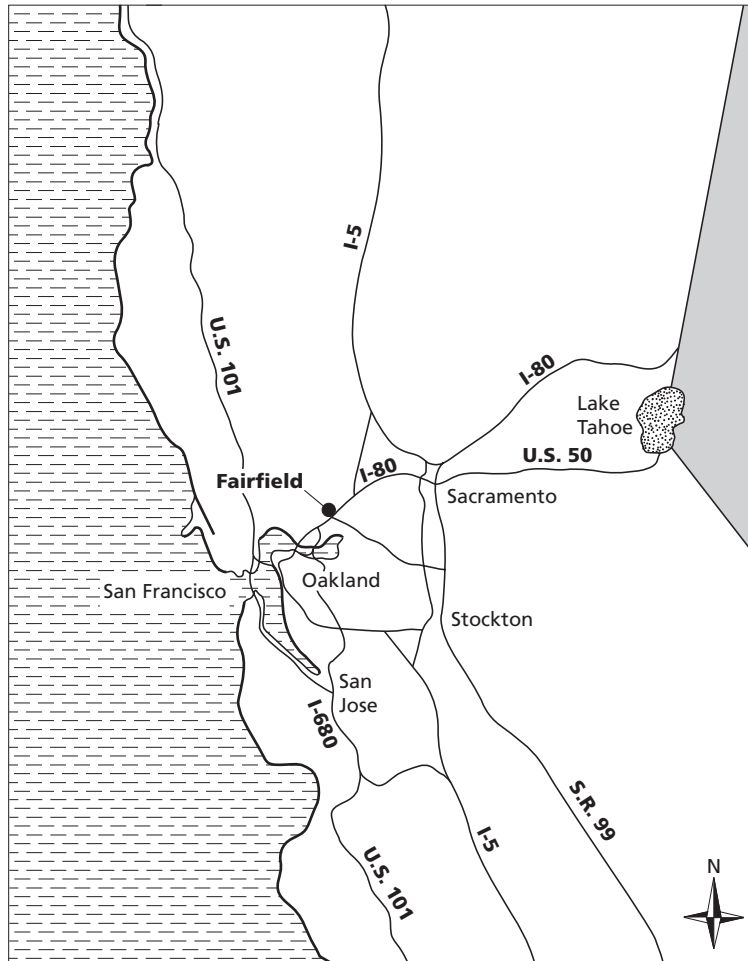 I-5
U.S. 101
I-80
Lake
Tahoe
I-80
U.S. 50
Fairfield
Sacramento
Oakland
San Francisco
Stockton
San
Jose
I-680
S.R. 99
I-5
U.S. 101
N